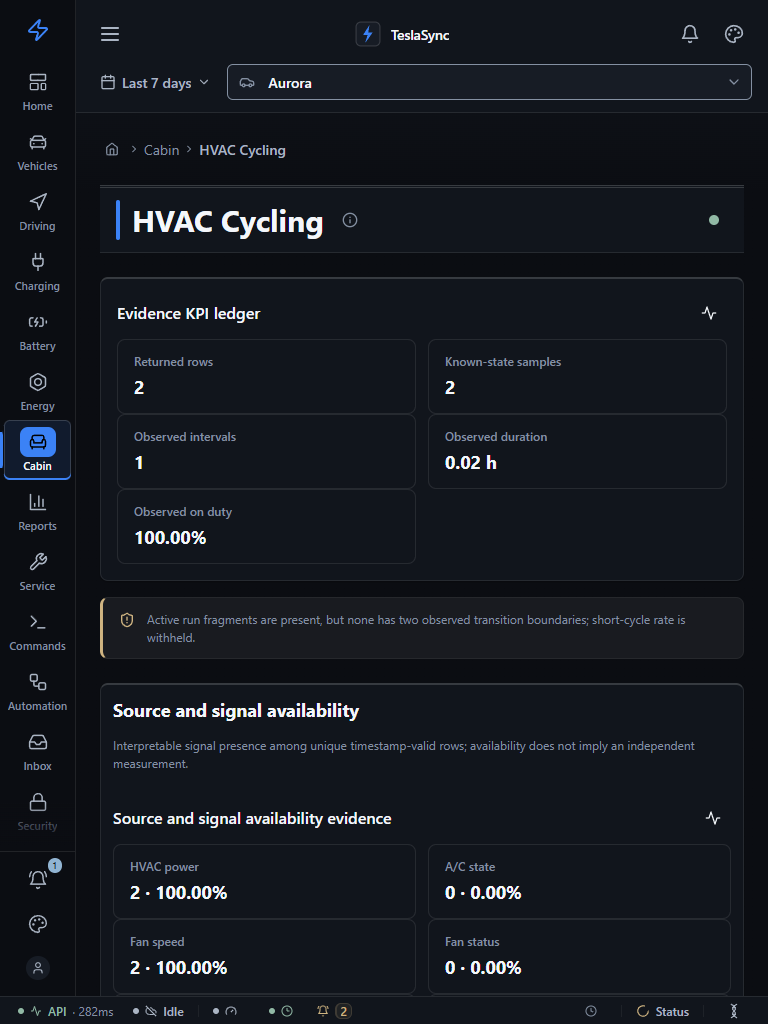 TeslaSync
Last 7 days
Aurora
Home
Vehicles
Driving
Charging
Battery
Energy
Cabin
Reports
Service
Commands
Automation
Inbox
Security
1
Cabin
HVAC Cycling
HVAC Cycling
Evidence KPI ledger
Returned rows
2
Known-state samples
2
Observed intervals
1
Observed duration
0.02 h
Observed on duty
100.00%
Active run fragments are present, but none has two observed transition boundaries; short-cycle rate is
withheld.
Source and signal availability
Interpretable signal presence among unique timestamp-valid rows; availability does not imply an independent
measurement.
Source and signal availability evidence
HVAC power
2 · 100.00%
A/C state
0 · 0.00%
Fan speed
2 · 100.00%
Fan status
0 · 0.00%
API · 282ms
Idle
2
Status